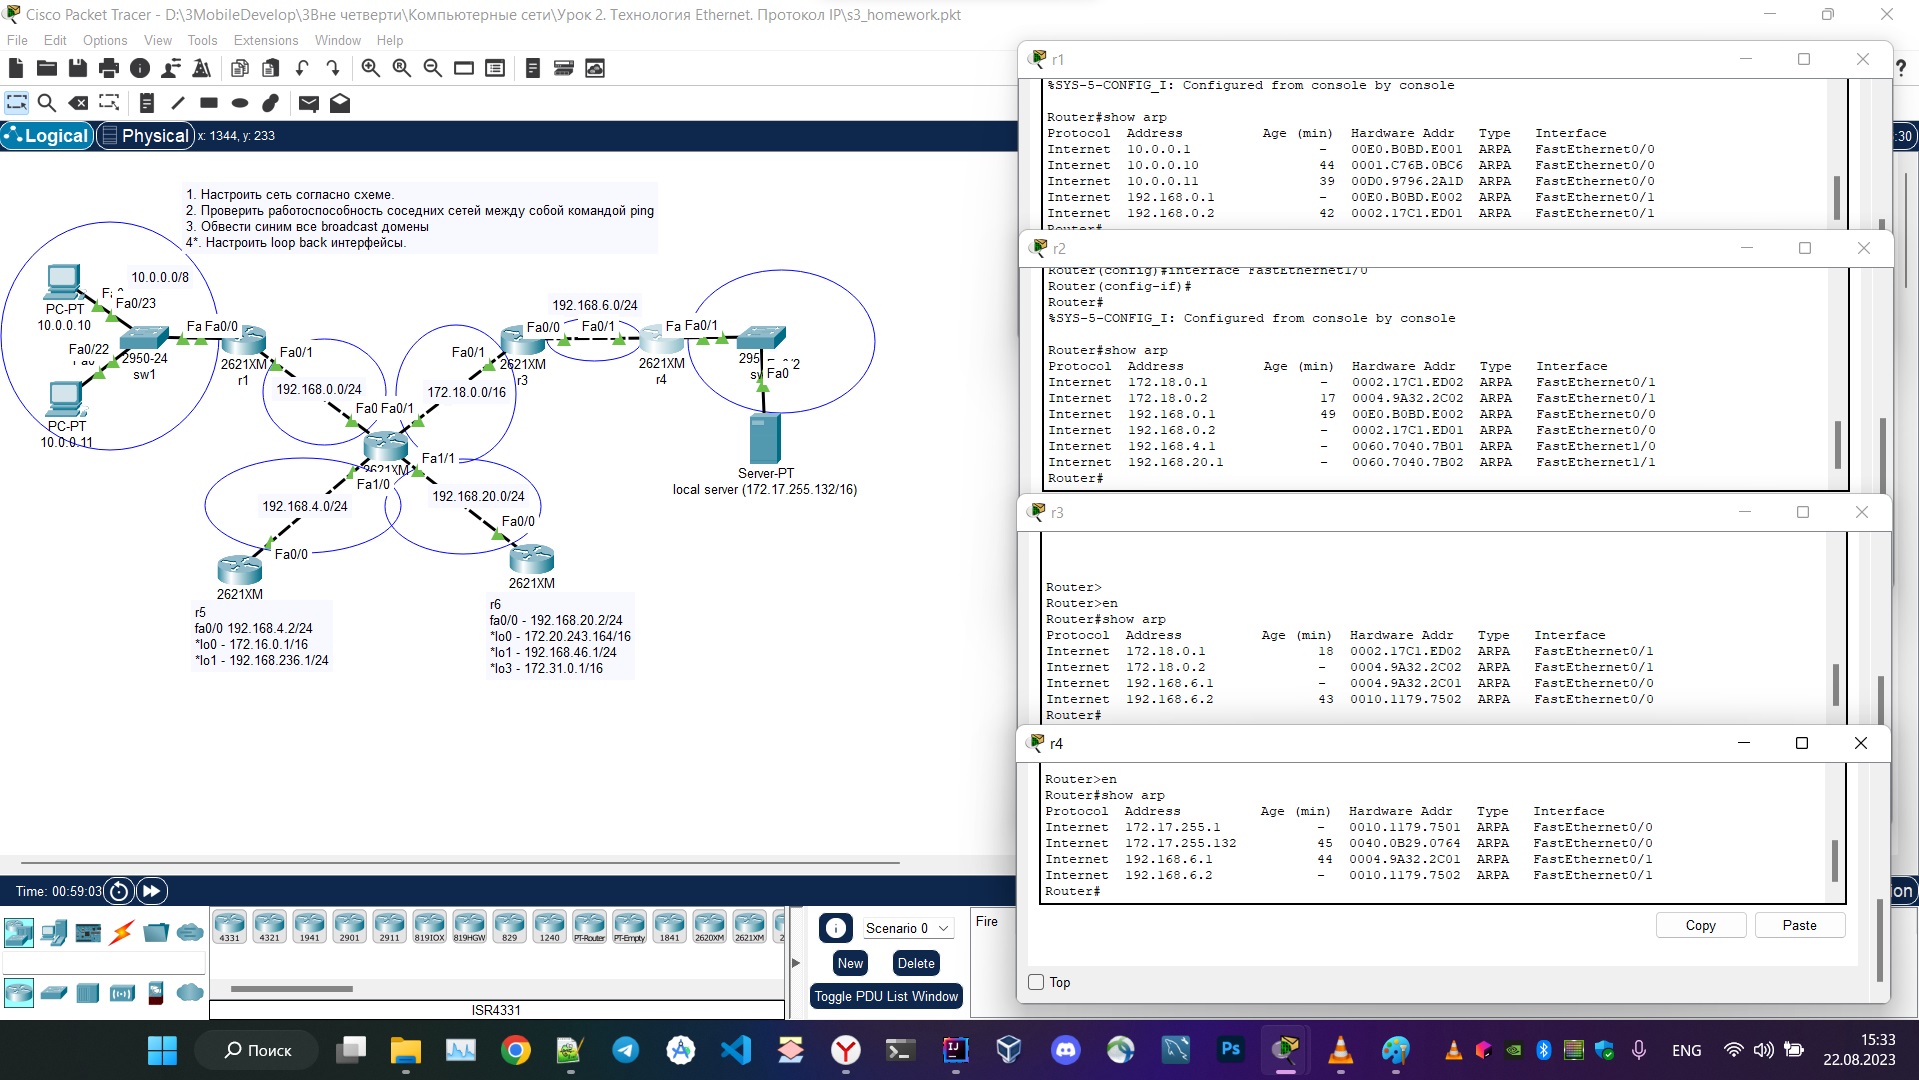 Cisco Packet Tracer - D:\3MobileDevelop\3Вне четверти\Компьютерные сети\Урок 2. Технология Ethernet. Протокол IP\s3_homework.pkt
File Edit Options View Tools Extensions Window Help
Logical Physical x: 1344, y: 233
:30
1. Настроить сеть согласно схеме.
2. Проверить работоспособность соседних сетей между собой командой ping
3. Обвести синим все broadcast домены
4*. Настроить loop back интерфейсы.
10.0.0.0/8
Fa0/23
PC-PT
10.0.0.10
Fa0/22
2950-24
sw1
PC-PT
10.0.0.11
Fa Fa0/0
2621XM
r1
Fa0/1
192.168.0.0/24
Fa0 Fa0/1
172.18.0.0/16
Fa0/1
2621XM
r3
Fa0/0
192.168.6.0/24
Fa0/1
2621XM
r4
Fa Fa0/1
295
Fa0
Server-PT
local server (172.17.255.132/16)
2621XM
Fa1/1
Fa1/0
192.168.20.0/24
192.168.4.0/24
Fa0/0
Fa0/0
2621XM
2621XM
r5
fa0/0 192.168.4.2/24
*lo0 - 172.16.0.1/16
*lo1 - 192.168.236.1/24
r6
fa0/0 - 192.168.20.2/24
*lo0 - 172.20.243.164/16
*lo1 - 192.168.46.1/24
*lo3 - 172.31.0.1/16
r1
%SYS-5-CONFIG_I: Configured from console by console
Router#show arp
Protocol Address Age (min) Hardware Addr Type Interface
Internet 10.0.0.1 - 00E0.B0BD.E001 ARPA FastEthernet0/0
Internet 10.0.0.10 44 0001.C76B.0BC6 ARPA FastEthernet0/0
Internet 10.0.0.11 39 00D0.9796.2A1D ARPA FastEthernet0/0
Internet 192.168.0.1 - 00E0.B0BD.E002 ARPA FastEthernet0/1
Internet 192.168.0.2 42 0002.17C1.ED01 ARPA FastEthernet0/1
Router#
r2
Router(config)#interface FastEthernet1/0
Router(config-if)#
Router#
%SYS-5-CONFIG_I: Configured from console by console
Router#show arp
Protocol Address Age (min) Hardware Addr Type Interface
Internet 172.18.0.1 - 0002.17C1.ED02 ARPA FastEthernet0/1
Internet 172.18.0.2 17 0004.9A32.2C02 ARPA FastEthernet0/1
Internet 192.168.0.1 49 00E0.B0BD.E002 ARPA FastEthernet0/0
Internet 192.168.0.2 - 0002.17C1.ED01 ARPA FastEthernet0/0
Internet 192.168.4.1 - 0060.7040.7B01 ARPA FastEthernet1/0
Internet 192.168.20.1 - 0060.7040.7B02 ARPA FastEthernet1/1
Router#
r3
Router>
Router>en
Router#show arp
Protocol Address Age (min) Hardware Addr Type Interface
Internet 172.18.0.1 18 0002.17C1.ED02 ARPA FastEthernet0/1
Internet 172.18.0.2 - 0004.9A32.2C02 ARPA FastEthernet0/1
Internet 192.168.6.1 - 0004.9A32.2C01 ARPA FastEthernet0/0
Internet 192.168.6.2 43 0010.1179.7502 ARPA FastEthernet0/0
Router#
r4
Router>en
Router#show arp
Protocol Address Age (min) Hardware Addr Type Interface
Internet 172.17.255.1 - 0010.1179.7501 ARPA FastEthernet0/0
Internet 172.17.255.132 45 0040.0B29.0764 ARPA FastEthernet0/0
Internet 192.168.6.1 44 0004.9A32.2C01 ARPA FastEthernet0/1
Internet 192.168.6.2 - 0010.1179.7502 ARPA FastEthernet0/1
Router#
Copy Paste
Top
Time: 00:59:03
ion
4331 4321 1941 2901 2911 819IOX 819HGW 829 1240 PT-Router PT-Empty 1841 2620XM 2621XM 2
ISR4331
Scenario 0
New Delete
Toggle PDU List Window
Fire
Поиск
Ps
ENG
15:33
22.08.2023